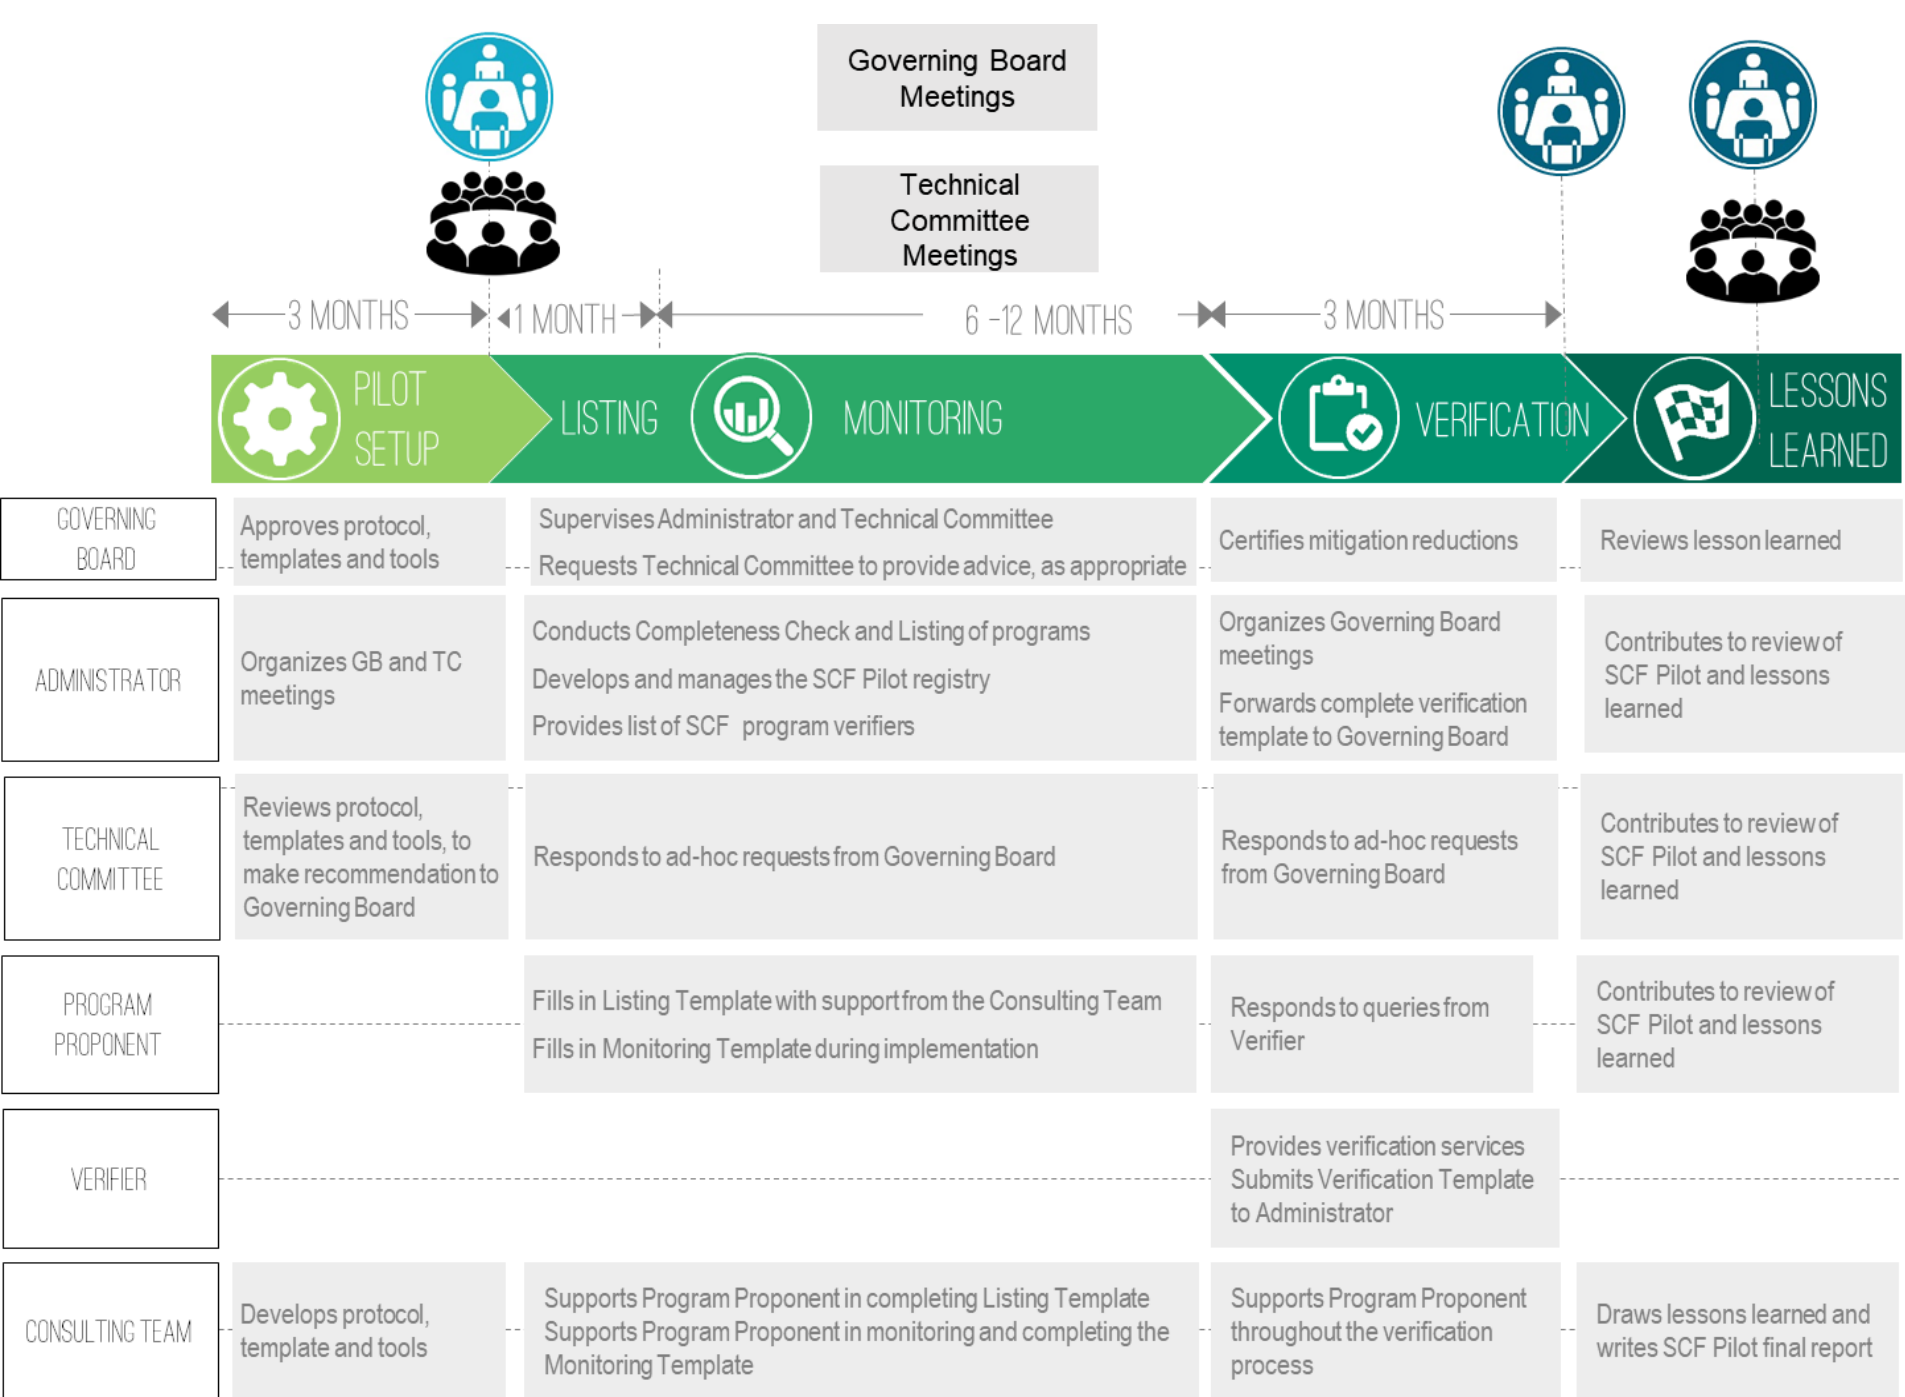 Governing Board
Meetings
Technical
Committee
Meetings
3 MONTHS
1 MONTH
6 -12 MONTHS
3 MONTHS
PILOT
SETUP
LISTING
MONITORING
VERIFICATION
LESSONS
LEARNED
GOVERNING
BOARD
Approves protocol,
templates and tools
Supervises Administrator and Technical Committee
Requests Technical Committee to provide advice, as appropriate
Certifies mitigation reductions
Reviews lesson learned
ADMINISTRATOR
Organizes GB and TC
meetings
Conducts Completeness Check and Listing of programs
Develops and manages the SCF Pilot registry
Provides list of SCF program verifiers
Organizes Governing Board
meetings
Forwards complete verification
template to Governing Board
Contributes to review of
SCF Pilot and lessons
learned
TECHNICAL
COMMITTEE
Reviews protocol,
templates and tools, to
make recommendation to
Governing Board
Responds to ad-hoc requests from Governing Board
Responds to ad-hoc requests
from Governing Board
Contributes to review of
SCF Pilot and lessons
learned
PROGRAM
PROPONENT
Fills in Listing Template with support from the Consulting Team
Fills in Monitoring Template during implementation
Responds to queries from
Verifier
Contributes to review of
SCF Pilot and lessons
learned
VERIFIER
Provides verification services
Submits Verification Template
to Administrator
CONSULTING TEAM
Develops protocol,
template and tools
Supports Program Proponent in completing Listing Template
Supports Program Proponent in monitoring and completing the
Monitoring Template
Supports Program Proponent
throughout the verification
process
Draws lessons learned and
writes SCF Pilot final report